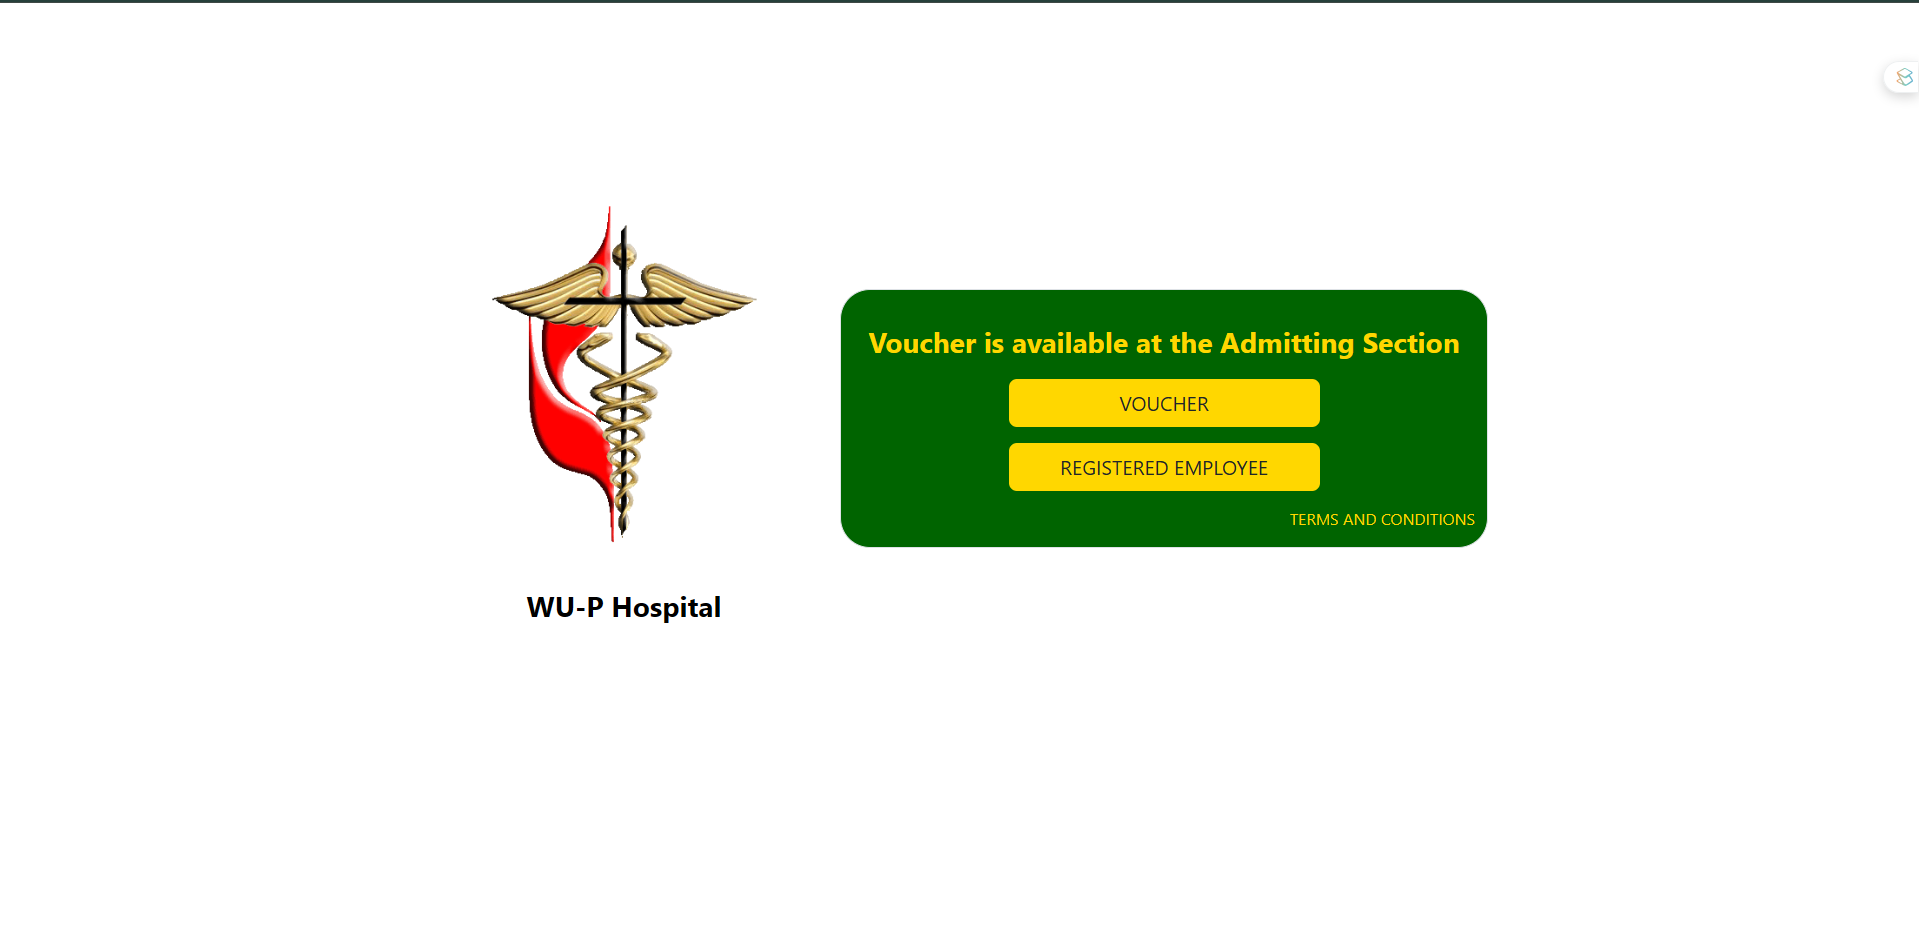 Voucher is available at the Admitting Section
VOUCHER
REGISTERED EMPLOYEE
TERMS AND CONDITIONS
WU-P Hospital